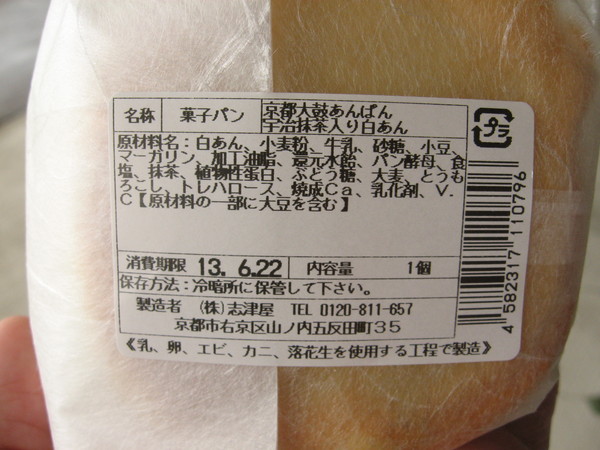 名称 菓子パン 京都太鼓あんぱん
宇治抹茶入り白あん
プラ
原材料名：白あん、小麦粉、牛乳、砂糖、小豆、
マーガリン、加工油脂、還元水飴、パン酵母、食
塩、抹茶、植物性蛋白、ぶどう糖、大麦、とうも
ろこし、トレハロース、焼成Ca、乳化剤、V.
C【原材料の一部に大豆を含む】
消費期限 13. 6.22 内容量 1個
保存方法：冷暗所に保管して下さい。
製造者 (株)志津屋 TEL 0120-811-657
京都市右京区山ノ内五反田町35
《乳、卵、エビ、カニ、落花生を使用する工程で製造》
4 582317 110796